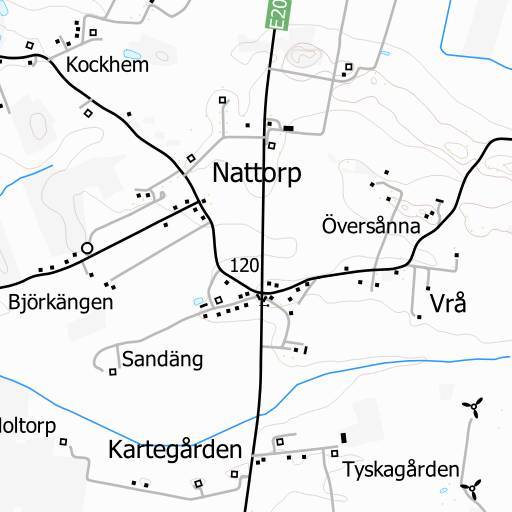 E20
Kockhem
Nattorp
Översånna
120
Björkängen
Vrå
Sandäng
Holtorp
Kartegården
Tyskagården